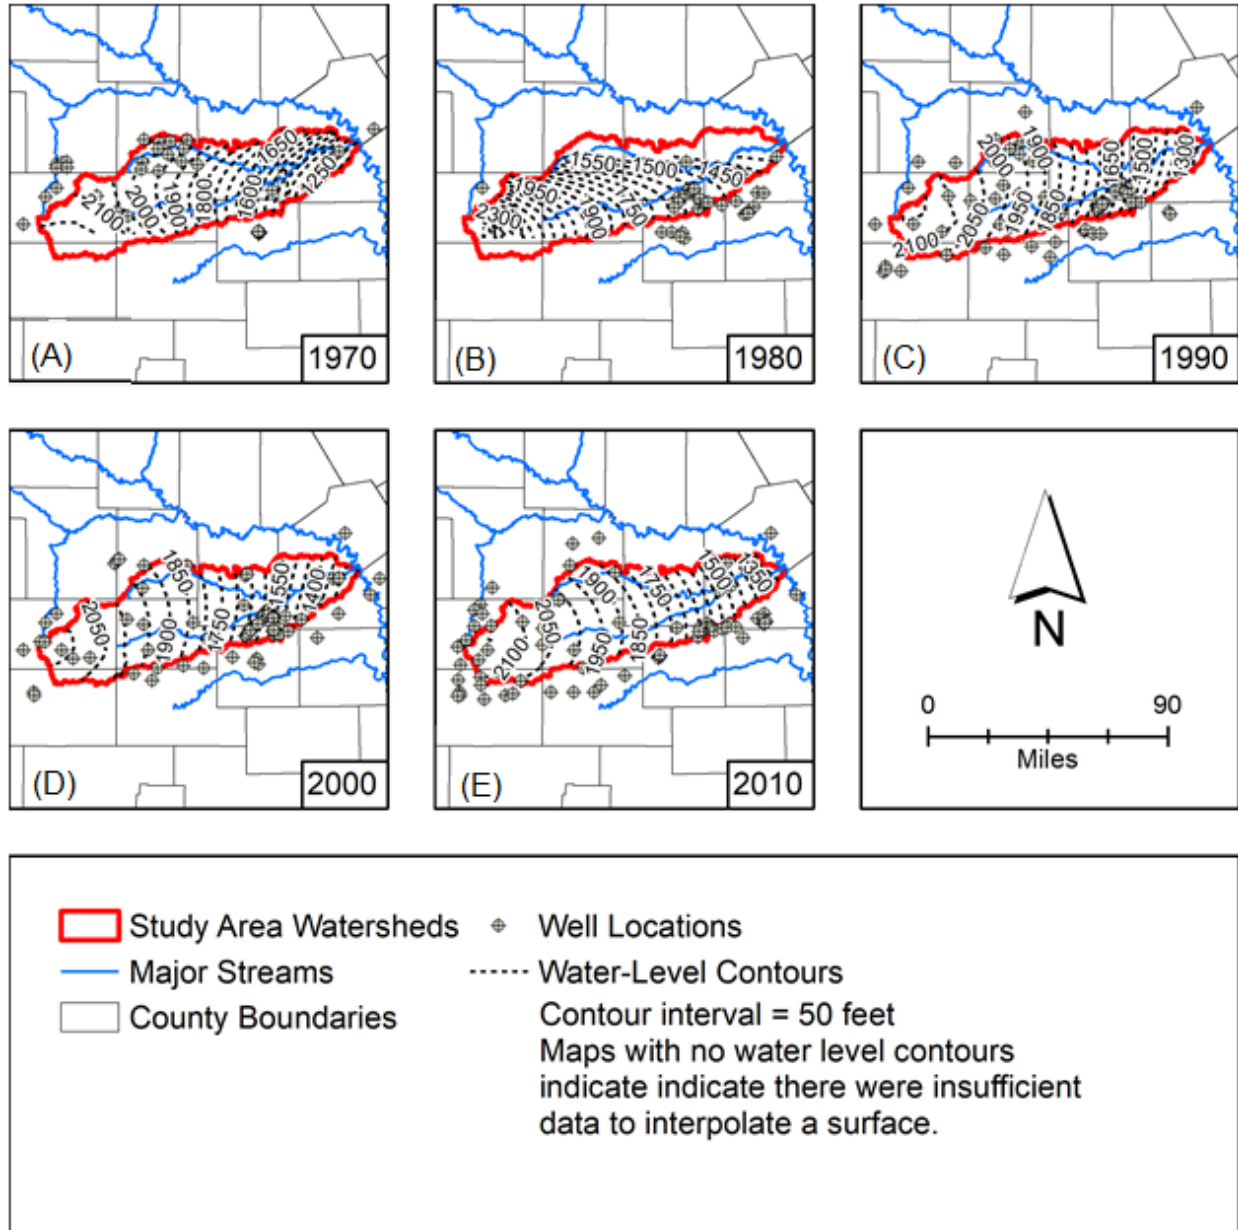 1650
1250
2100
2000
1900
1800
1600
(A)
1970
1550
1500
1450
1950
2300
1750
900
(B)
1980
2000
1900
1650
1500
1300
2100
2050
1950
1850
(C)
1990
1850
1550
1400
2050
1900
1750
(D)
2000
1900
1750
1500
1350
2050
2100
1950
1850
(E)
2010
N
0 90
Miles
Study Area Watersheds
Major Streams
County Boundaries
Well Locations
Water-Level Contours
Contour interval = 50 feet
Maps with no water level contours
indicate indicate there were insufficient
data to interpolate a surface.